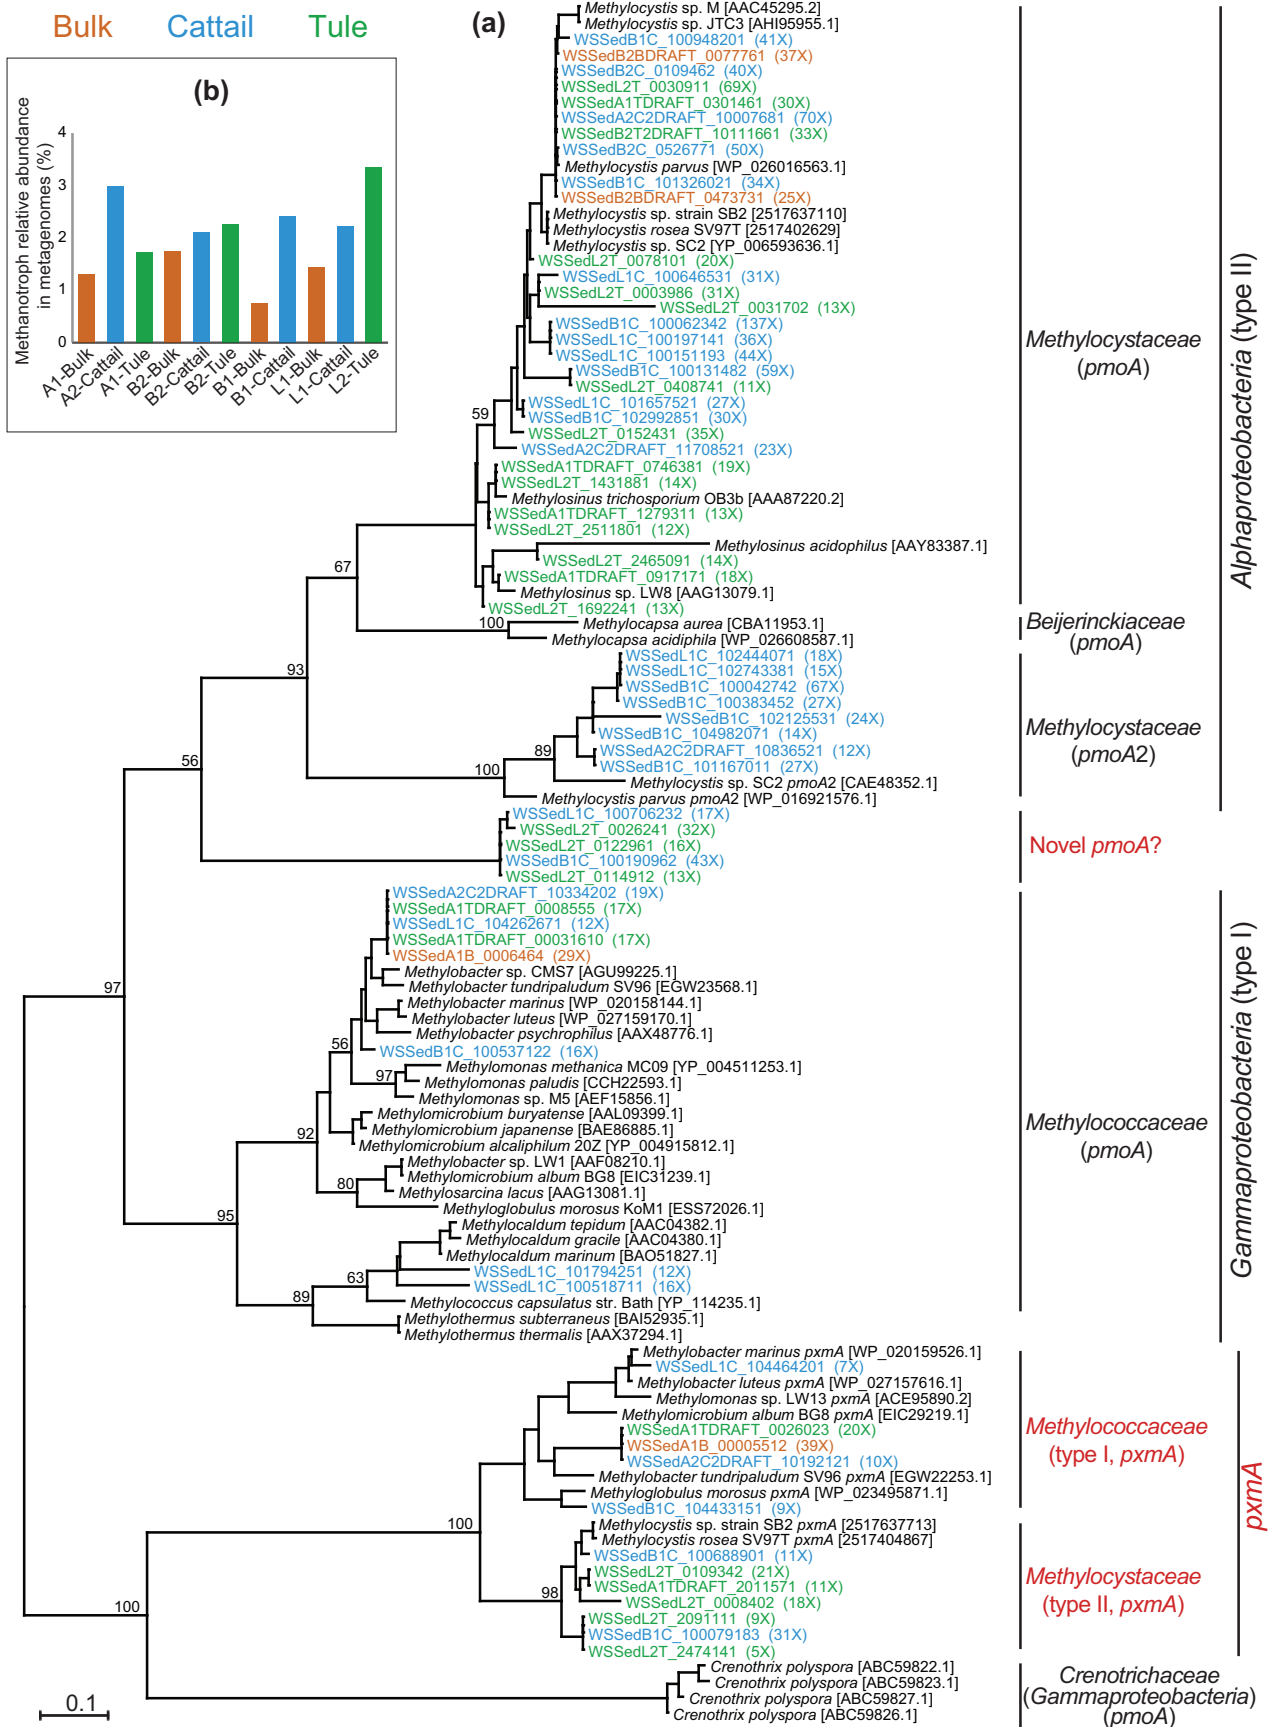 Bulk Cattail Tule
(a)
(b)
Methanotroph relative abundance
in metagenomes (%)
4
3
2
1
0
A1-Bulk
A2-Cattail
A1-Tule
B2-Bulk
B2-Cattail
B2-Tule
B1-Bulk
B1-Cattail
L1-Bulk
L1-Cattail
L2-Tule
Methylocystis sp. M [AAC45295.2]
Methylocystis sp. JTC3 [AHI95955.1]
WSSedB1C_100948201 (41X)
WSSedB2BDRAFT_0077761 (37X)
WSSedB2C_0109462 (40X)
WSSedL2T_0030911 (69X)
WSSedA1TDRAFT_0301461 (30X)
WSSedA2C2DRAFT_10007681 (70X)
WSSedB2T2DRAFT_10111661 (33X)
WSSedB2C_0526771 (50X)
Methylocystis parvus [WP_026016563.1]
WSSedB1C_101326021 (34X)
WSSedB2BDRAFT_0473731 (25X)
Methylocystis sp. strain SB2 [2517637110]
Methylocystis rosea SV97T [2517402629]
Methylocystis sp. SC2 [YP_006593636.1]
WSSedL2T_0078101 (20X)
WSSedL1C_100646531 (31X)
WSSedL2T_0003986 (31X)
WSSedL2T_0031702 (13X)
WSSedB1C_100062342 (137X)
WSSedL1C_100197141 (36X)
WSSedL1C_100151193 (44X)
WSSedB1C_100131482 (59X)
WSSedL2T_0408741 (11X)
WSSedL1C_101657521 (27X)
WSSedB1C_102992851 (30X)
WSSedL2T_0152431 (35X)
WSSedA2C2DRAFT_11708521 (23X)
WSSedA1TDRAFT_0746381 (19X)
WSSedL2T_1431881 (14X)
Methylosinus trichosporium OB3b [AAA87220.2]
WSSedA1TDRAFT_1279311 (13X)
WSSedL2T_2511801 (12X)
Methylosinus acidophilus [AAY83387.1]
WSSedL2T_2465091 (14X)
WSSedA1TDRAFT_0917171 (18X)
Methylosinus sp. LW8 [AAG13079.1]
WSSedL2T_1692241 (13X)
Methylocapsa aurea [CBA11953.1]
Methylocapsa acidiphila [WP_026608587.1]
WSSedL1C_102444071 (18X)
WSSedL1C_102743381 (15X)
WSSedB1C_100042742 (67X)
WSSedB1C_100383452 (27X)
WSSedB1C_102125531 (24X)
WSSedB1C_104982071 (14X)
WSSedA2C2DRAFT_10836521 (12X)
WSSedB1C_101167011 (27X)
Methylocystis sp. SC2 pmoA2 [CAE48352.1]
Methylocystis parvus pmoA2 [WP_016921576.1]
WSSedL1C_100706232 (17X)
WSSedL2T_0026241 (32X)
WSSedL2T_0122961 (16X)
WSSedB1C_100190962 (43X)
WSSedL2T_0114912 (13X)
WSSedA2C2DRAFT_10334202 (19X)
WSSedA1TDRAFT_0008555 (17X)
WSSedL1C_104262671 (12X)
WSSedA1TDRAFT_00031610 (17X)
WSSedA1B_0006464 (29X)
Methylobacter sp. CMS7 [AGU99225.1]
Methylobacter tundripaludum SV96 [EGW23568.1]
Methylobacter marinus [WP_020158144.1]
Methylobacter luteus [WP_027159170.1]
Methylobacter psychrophilus [AAX48776.1]
WSSedB1C_100537122 (16X)
Methylomonas methanica MC09 [YP_004511253.1]
Methylomonas paludis [CCH22593.1]
Methylomonas sp. M5 [AEF15856.1]
Methylomicrobium buryatense [AAL09399.1]
Methylomicrobium japanense [BAE86885.1]
Methylomicrobium alcaliphilum 20Z [YP_004915812.1]
Methylobacter sp. LW1 [AAF08210.1]
Methylomicrobium album BG8 [EIC31239.1]
Methylosarcina lacus [AAG13081.1]
Methyloglobulus morosus KoM1 [ESS72026.1]
Methylocaldum tepidum [AAC04382.1]
Methylocaldum gracile [AAC04380.1]
Methylocaldum marinum [BAO51827.1]
WSSedL1C_101794251 (12X)
WSSedL1C_100518711 (16X)
Methylococcus capsulatus str. Bath [YP_114235.1]
Methylothermus subterraneus [BAI52935.1]
Methylothermus thermalis [AAX37294.1]
Methylobacter marinus pxmA [WP_020159526.1]
WSSedL1C_104464201 (7X)
Methylobacter luteus pxmA [WP_027157616.1]
Methylomonas sp. LW13 pxmA [ACE95890.2]
Methylomicrobium album BG8 pxmA [EIC29219.1]
WSSedA1TDRAFT_0026023 (20X)
WSSedA1B_00005512 (39X)
WSSedA2C2DRAFT_10192121 (10X)
Methylobacter tundripaludum SV96 pxmA [EGW22253.1]
Methyloglobulus morosus pxmA [WP_023495871.1]
WSSedB1C_104433151 (9X)
Methylocystis sp. strain SB2 pxmA [2517637713]
Methylocystis rosea SV97T pxmA [2517404867]
WSSedB1C_100688901 (11X)
WSSedL2T_0109342 (21X)
WSSedA1TDRAFT_2011571 (11X)
WSSedL2T_0008402 (18X)
WSSedL2T_2091111 (9X)
WSSedB1C_100079183 (31X)
WSSedL2T_2474141 (5X)
Crenothrix polyspora [ABC59822.1]
Crenothrix polyspora [ABC59823.1]
Crenothrix polyspora [ABC59827.1]
Crenothrix polyspora [ABC59826.1]
59
67
100
93
89
100
56
97
56
97
92
80
95
63
89
100
98
100
0.1
Methylocystaceae
(pmoA)
Beijerinckiaceae
(pmoA)
Methylocystaceae
(pmoA2)
Novel pmoA?
Methylococcaceae
(pmoA)
Methylococcaceae
(type I, pxmA)
Methylocystaceae
(type II, pxmA)
Crenotrichaceae
(Gammaproteobacteria)
(pmoA)
Alphaproteobacteria (type II)
Gammaproteobacteria (type I)
pxmA